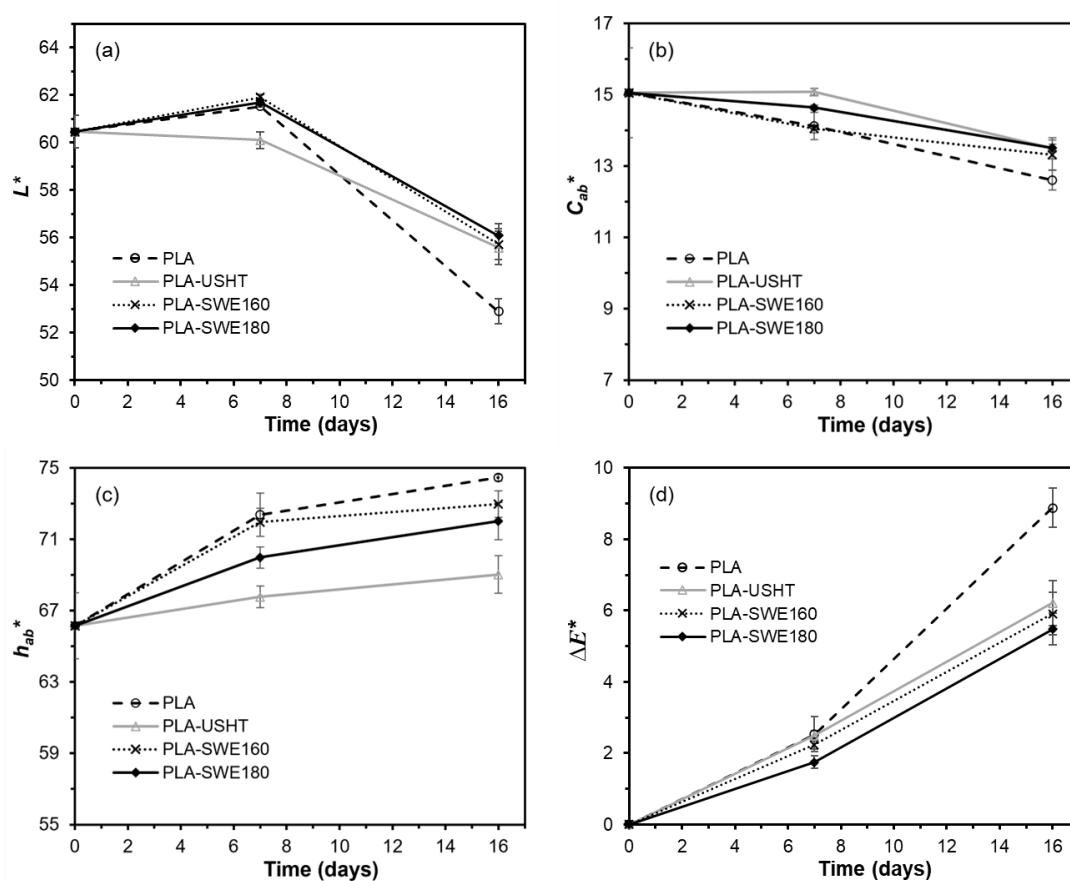 (a)
L*
64
62
60
58
56
54
52
50
PLA
PLA-USHT
PLA-SWE160
PLA-SWE180
0 2 4 6 8 10 12 14 16
Time (days)
(b)
C_ab*
17
15
13
11
9
7
PLA
PLA-USHT
PLA-SWE160
PLA-SWE180
0 2 4 6 8 10 12 14 16
Time (days)
(c)
h_ab*
75
71
67
63
59
55
PLA
PLA-USHT
PLA-SWE160
PLA-SWE180
0 2 4 6 8 10 12 14 16
Time (days)
(d)
ΔE*
10
8
6
4
2
0
PLA
PLA-USHT
PLA-SWE160
PLA-SWE180
0 2 4 6 8 10 12 14 16
Time (days)